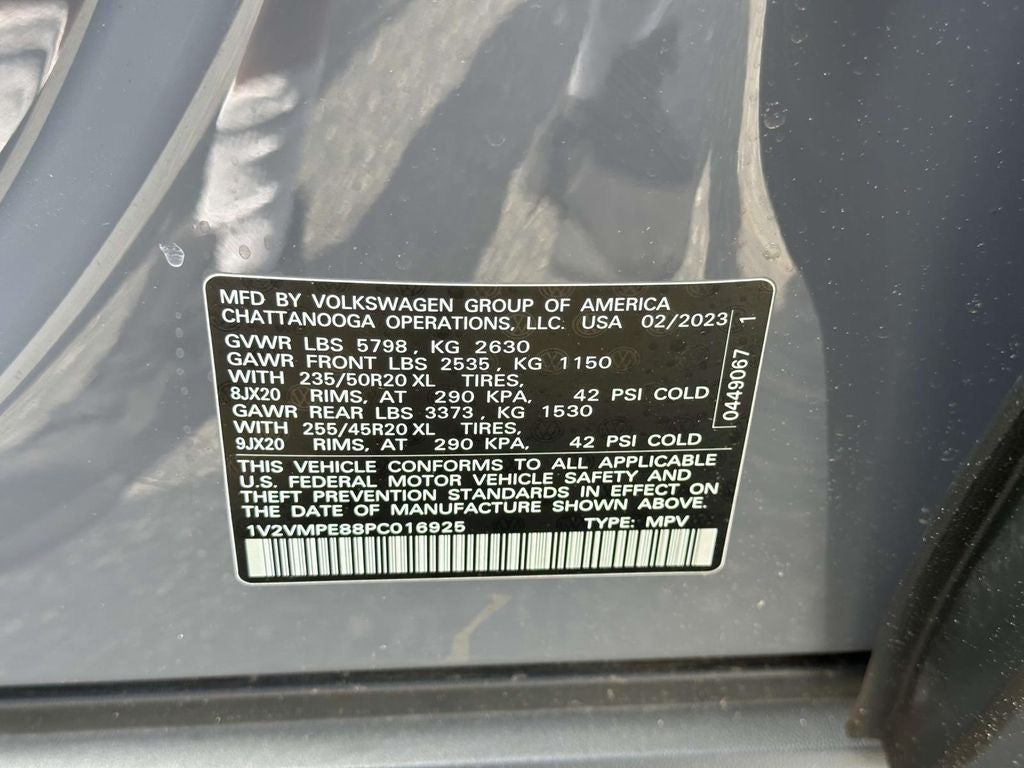 MFD BY VOLKSWAGEN GROUP OF AMERICA
CHATTANOOGA OPERATIONS, LLC. USA 02/2023
GVWR LBS 5798, KG 2630
GAWR FRONT LBS 2535, KG 1150
WITH 235/50R20 XL TIRES,
8JX20 RIMS, AT 290 KPA, 42 PSI COLD
GAWR REAR LBS 3373, KG 1530
WITH 255/45R20 XL TIRES,
9JX20 RIMS, AT 290 KPA, 42 PSI COLD
THIS VEHICLE CONFORMS TO ALL APPLICABLE
U.S. FEDERAL MOTOR VEHICLE SAFETY AND
THEFT PREVENTION STANDARDS IN EFFECT ON
THE DATE OF MANUFACTURE SHOWN ABOVE.
1V2VMPE88PC016925 TYPE: MPV
0449067 1